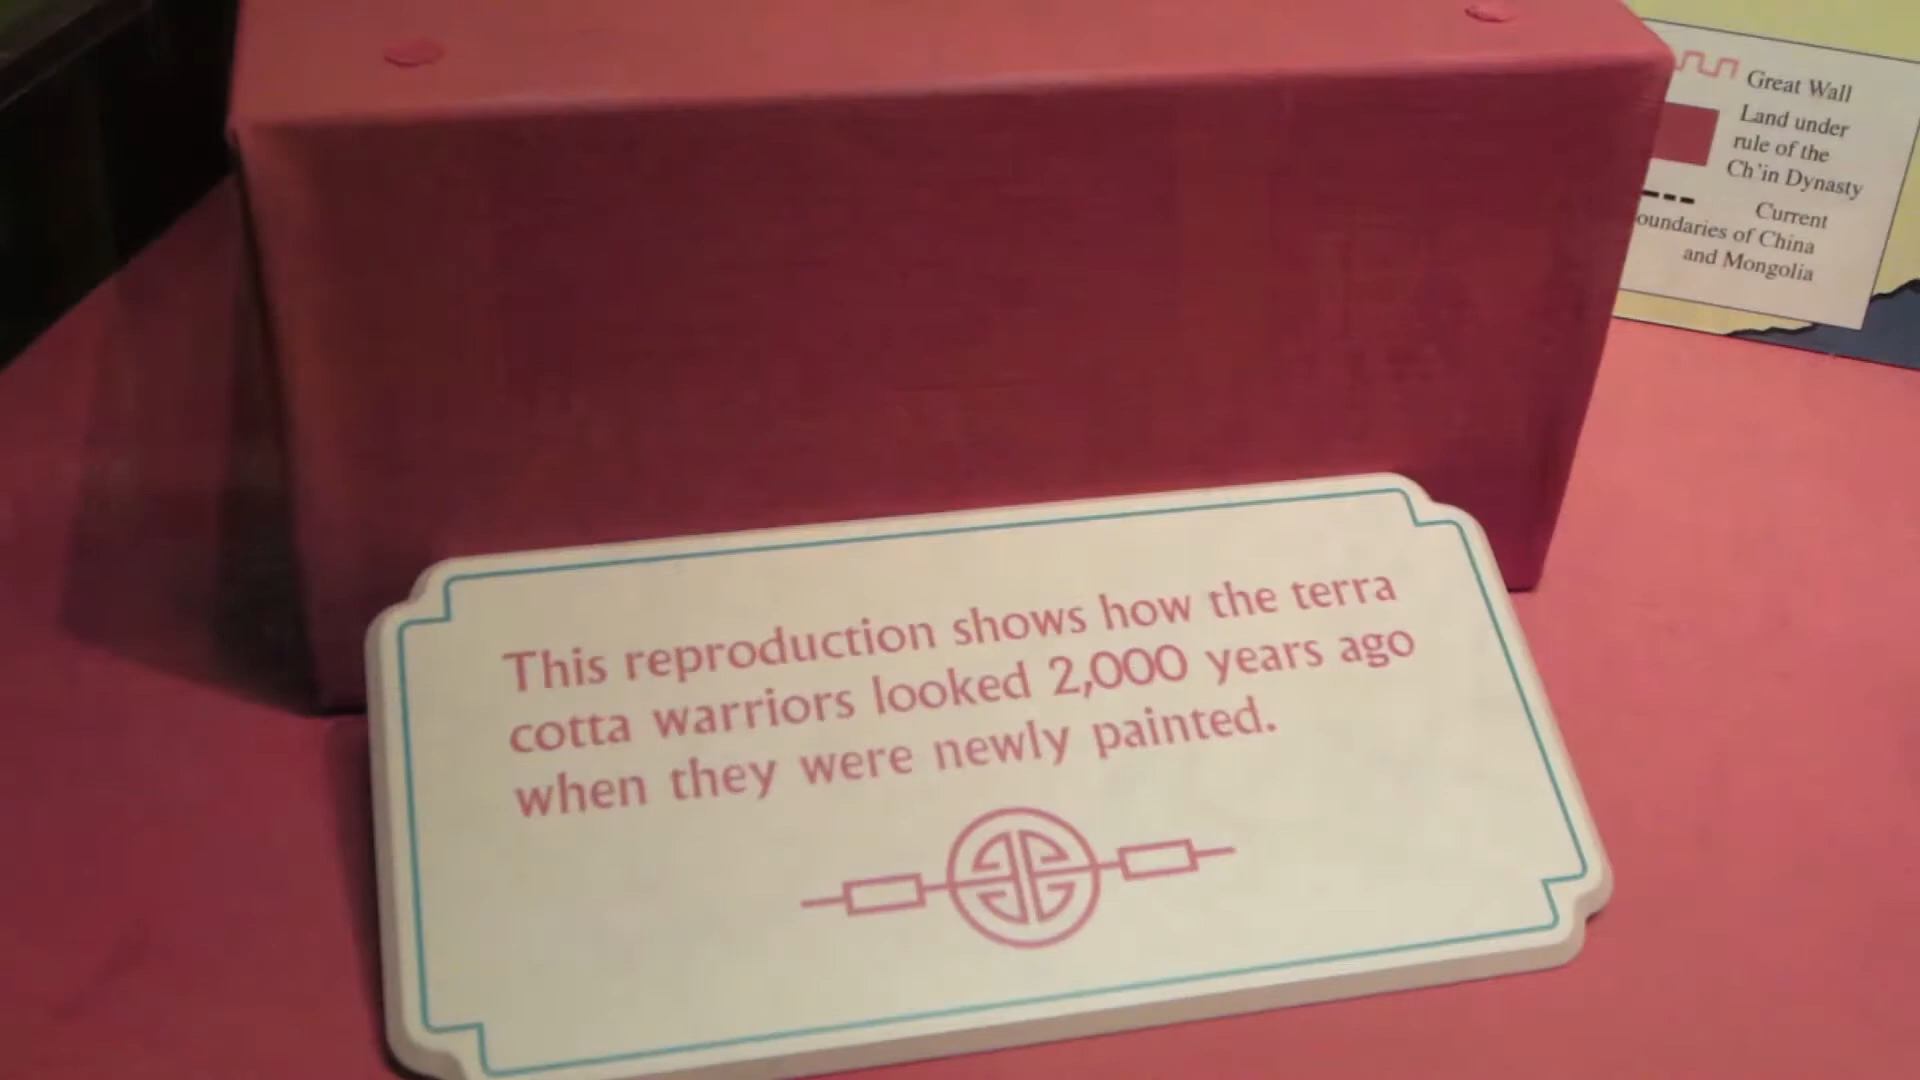 Great Wall
Land under
rule of the
Ch'in Dynasty
Current
oundaries of China
and Mongolia
This reproduction shows how the terra
cotta warriors looked 2,000 years ago
when they were newly painted.